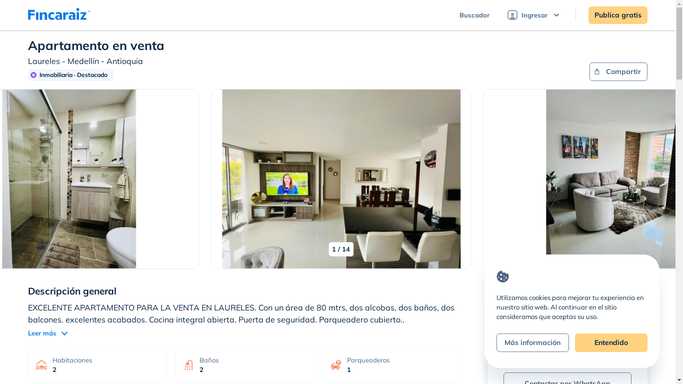 Fincaraiz
Buscador
Ingresar
Publica gratis
Apartamento en venta
Laureles - Medellín - Antioquia
Inmobiliaria - Destacado
Compartir
1 / 14
Descripción general
EXCELENTE APARTAMENTO PARA LA VENTA EN LAURELES. Con un área de 80 mtrs, dos alcobas, dos baños, dos
balcones, excelentes acabados. Cocina integral abierta, Puerta de seguridad. Parqueadero cubierto..
Leer más
Habitaciones
2
Baños
2
Parqueaderos
1
Utilizamos cookies para mejorar tu experiencia en
nuestro sitio web. Al continuar en el sitio
consideramos que aceptas su uso.
Más información
Entendido
Contactar por WhatsApp